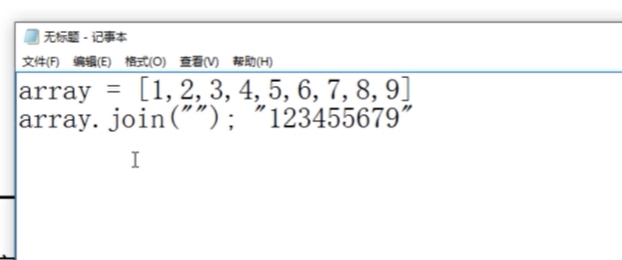 无标题 - 记事本
文件(F) 编辑(E) 格式(O) 查看(V) 帮助(H)
array = [1,2,3,4,5,6,7,8,9]
array.join(""); "123455679"